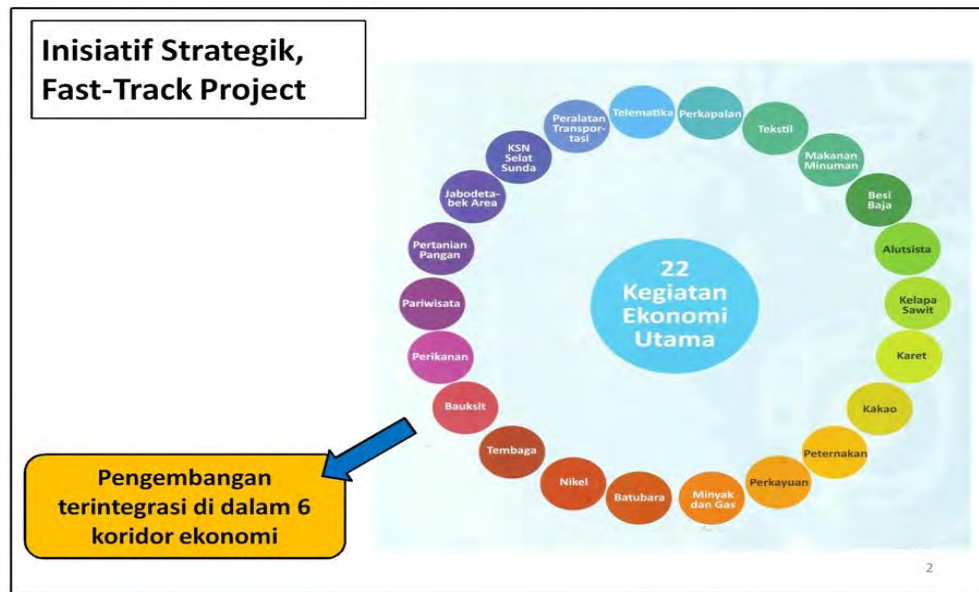 Inisiatif Strategik,
Fast-Track Project
Telematika
Perkapalan
Tekstil
Makanan
Minuman
Besi
Baja
Alutsista
Kelapa
Sawit
Karet
Kakao
Peternakan
Perkayuan
Minyak
dan Gas
Batubara
Nikel
Tembaga
Bauksit
Perikanan
Pariwisata
Pertanian
Pangan
Jabodeta-
bek Area
KSN
Selat
Sunda
Peralatan
Transpor-
tasi
22
Kegiatan
Ekonomi
Utama
Pengembangan
terintegrasi di dalam 6
koridor ekonomi
2